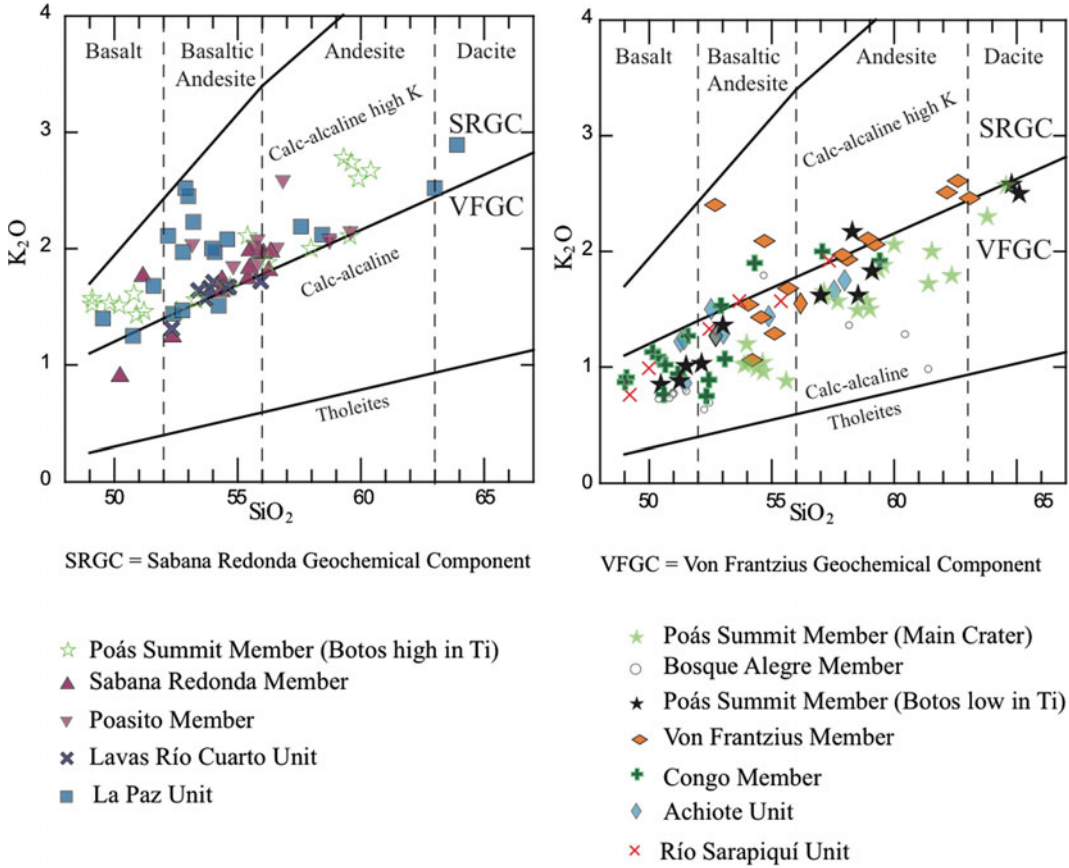 4
4
Basalt
Basaltic
Andesite
Andesite
Dacite
Basalt
Basaltic
Andesite
Andesite
Dacite
Calc-alcaline high K
Calc-alcaline high K
3
SRGC
3
SRGC
K₂O
VFGC
K₂O
VFGC
2
Calc-alcaline
2
1
Tholeites
1
Calc-alcaline
Tholeites
0
0
50
55
60
65
50
55
60
65
SiO₂
SiO₂
SRGC = Sabana Redonda Geochemical Component
VFGC = Von Frantzius Geochemical Component
Poás Summit Member (Botos high in Ti)
Sabana Redonda Member
Poasito Member
Lavas Río Cuarto Unit
La Paz Unit
Poás Summit Member (Main Crater)
Bosque Alegre Member
Poás Summit Member (Botos low in Ti)
Von Frantzius Member
Congo Member
Achiote Unit
Río Sarapiquí Unit